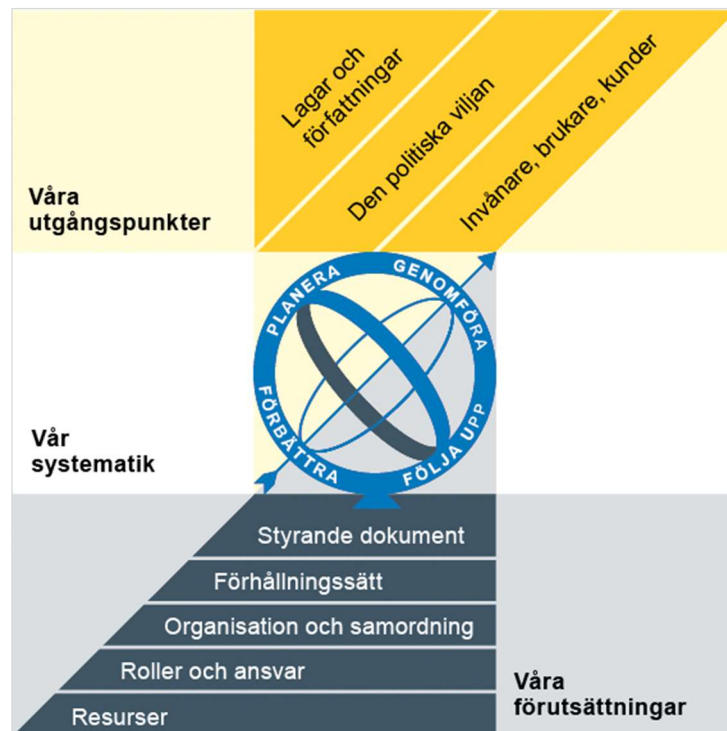 Lagar och
författningar
Den politiska viljan
Invånare, brukare, kunder
Våra
utgångspunkter
PLANERA
GENOMFÖRA
FÖRBÄTTRA
FÖLJA UPP
Vår
systematik
Styrande dokument
Förhållningssätt
Organisation och samordning
Roller och ansvar
Resurser
Våra
förutsättningar